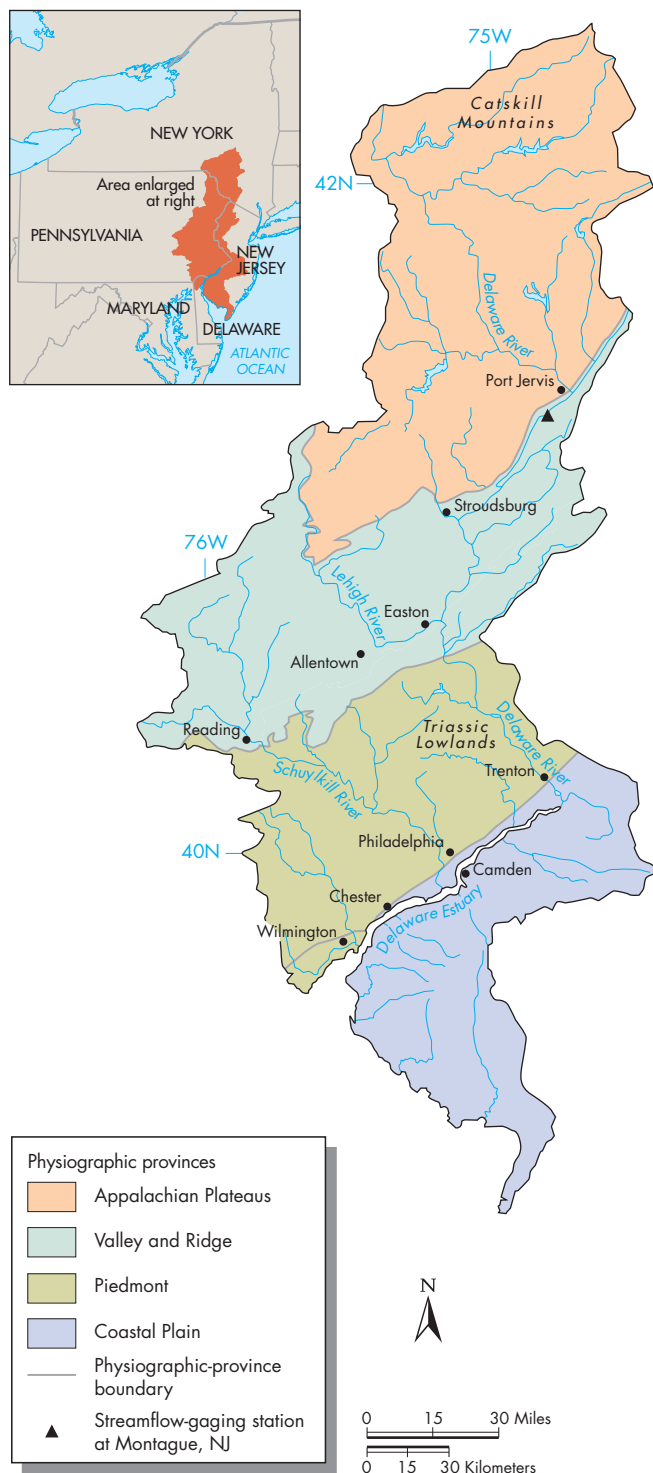 NEW YORK
Area enlarged
at right
PENNSYLVANIA
NEW
JERSEY
MARYLAND
DELAWARE
ATLANTIC
OCEAN
75W
Catskill
Mountains
42N
Delaware River
Port Jervis
Stroudsburg
76W
Lehigh River
Easton
Allentown
Reading
Triassic
Lowlands
Delaware River
Schuylkill River
Trenton
40N
Philadelphia
Camden
Chester
Delaware Estuary
Wilmington
Physiographic provinces
Appalachian Plateaus
Valley and Ridge
Piedmont
Coastal Plain
Physiographic-province
boundary
Streamflow-gaging station
at Montague, NJ
N
0 15 30 Miles
0 15 30 Kilometers